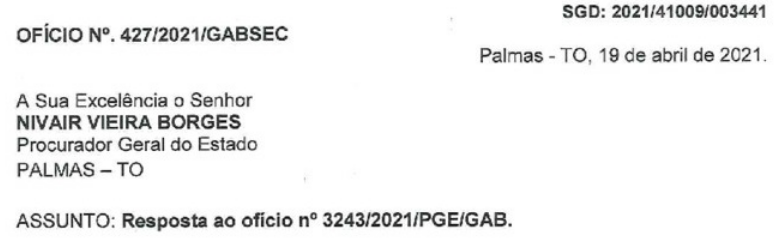 SGD: 2021/41009/003441
OFÍCIO Nº. 427/2021/GABSEC
Palmas - TO, 19 de abril de 2021.
A Sua Excelência o Senhor
NIVAIR VIEIRA BORGES
Procurador Geral do Estado
PALMAS – TO
ASSUNTO: Resposta ao ofício nº 3243/2021/PGE/GAB.